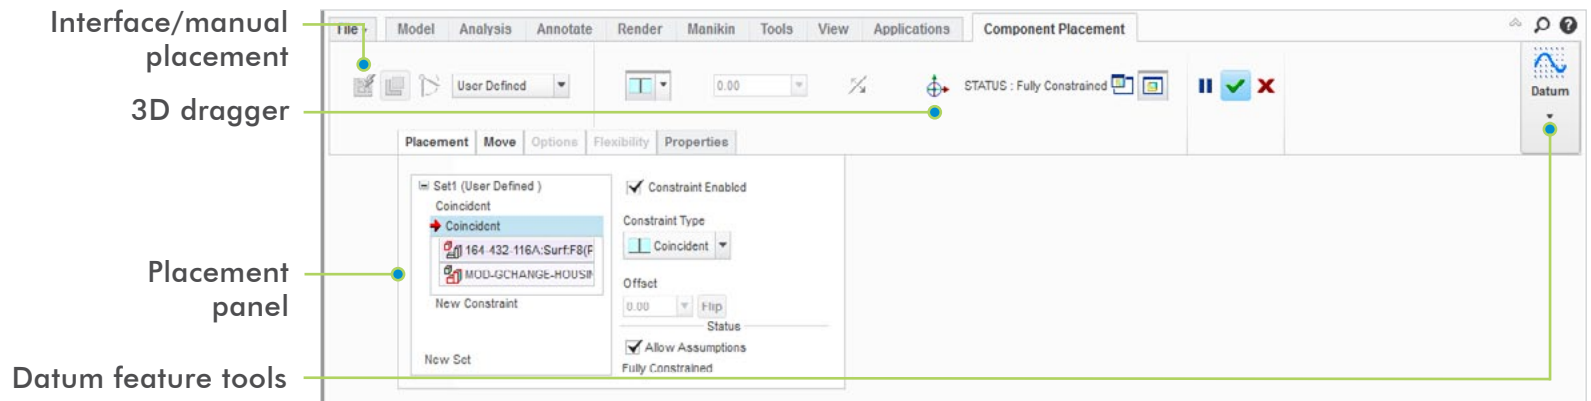 Interface/manual
placement
3D dragger
Placement
panel
Datum feature tools
File Model Analysis Annotate Render Manikin Tools View Applications Component Placement
User Defined 0.00 STATUS : Fully Constrained Datum
Placement Move Options Flexibility Properties
Set1 (User Defined )
Coincident
Coincident
164-432-116A:Surf:F8(F
MOD-GCHANGE-HOUSIN
New Constraint
New Set
Constraint Enabled
Constraint Type
Coincident
Offset
0.00 Flip
Status
Allow Assumptions
Fully Constrained